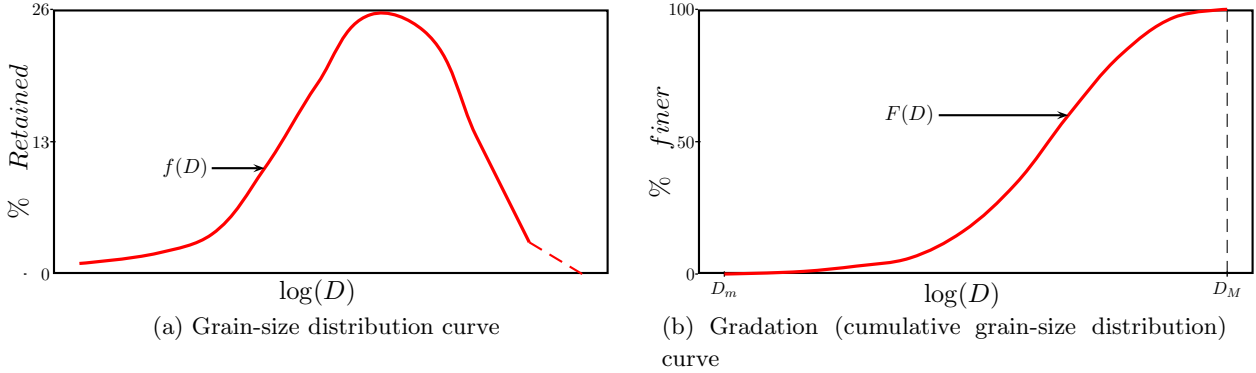 26
% Retained
13
f(D)
0
log(D)
(a) Grain-size distribution curve
100
% finer
F(D)
50
0
D_m
D_M
log(D)
(b) Gradation (cumulative grain-size distribution)
curve